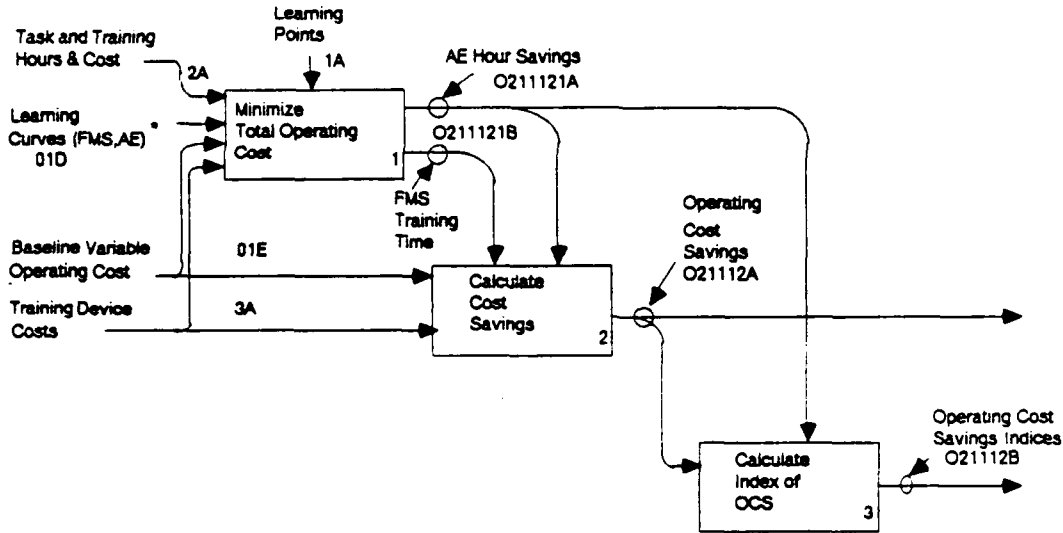 Learning
Points
1A
Task and Training
Hours & Cost
2A
AE Hour Savings
O211121A
Learning
Curves (FMS,AE) *
01D
Minimize
Total Operating
Cost
1
O211121B
FMS
Training
Time
Operating
Cost
Savings
O21112A
Baseline Variable
Operating Cost
01E
Training Device
Costs
3A
Calculate
Cost
Savings
2
Operating Cost
Savings Indices
O21112B
Calculate
Index of
OCS
3